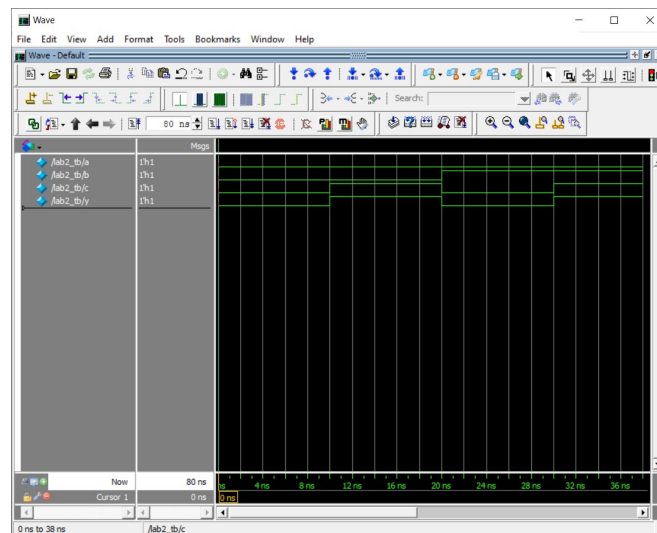 Wave
File Edit View Add Format Tools Bookmarks Window Help
Wave - Default
Search:
80 ns
Msgs
/lab2_tb/a 1'h1
/lab2_tb/b 1'h1
/lab2_tb/c 1'h1
/lab2_tb/y 1'h1
Now 80 ns
ns 4 ns 8 ns 12 ns 16 ns 20 ns 24 ns 28 ns 32 ns 36 ns
Cursor 1 0 ns 0 ns
0 ns to 38 ns /lab2_tb/c